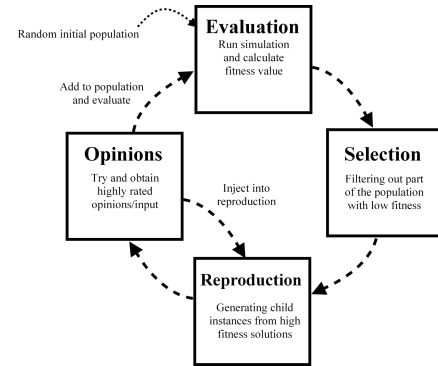 Random initial population
Evaluation
Run simulation
and calculate
fitness value
Add to population
and evaluate
Opinions
Try and obtain
highly rated
opinions/input
Inject into
reproduction
Selection
Filtering out part
of the population
with low fitness
Reproduction
Generating child
instances from high
fitness solutions